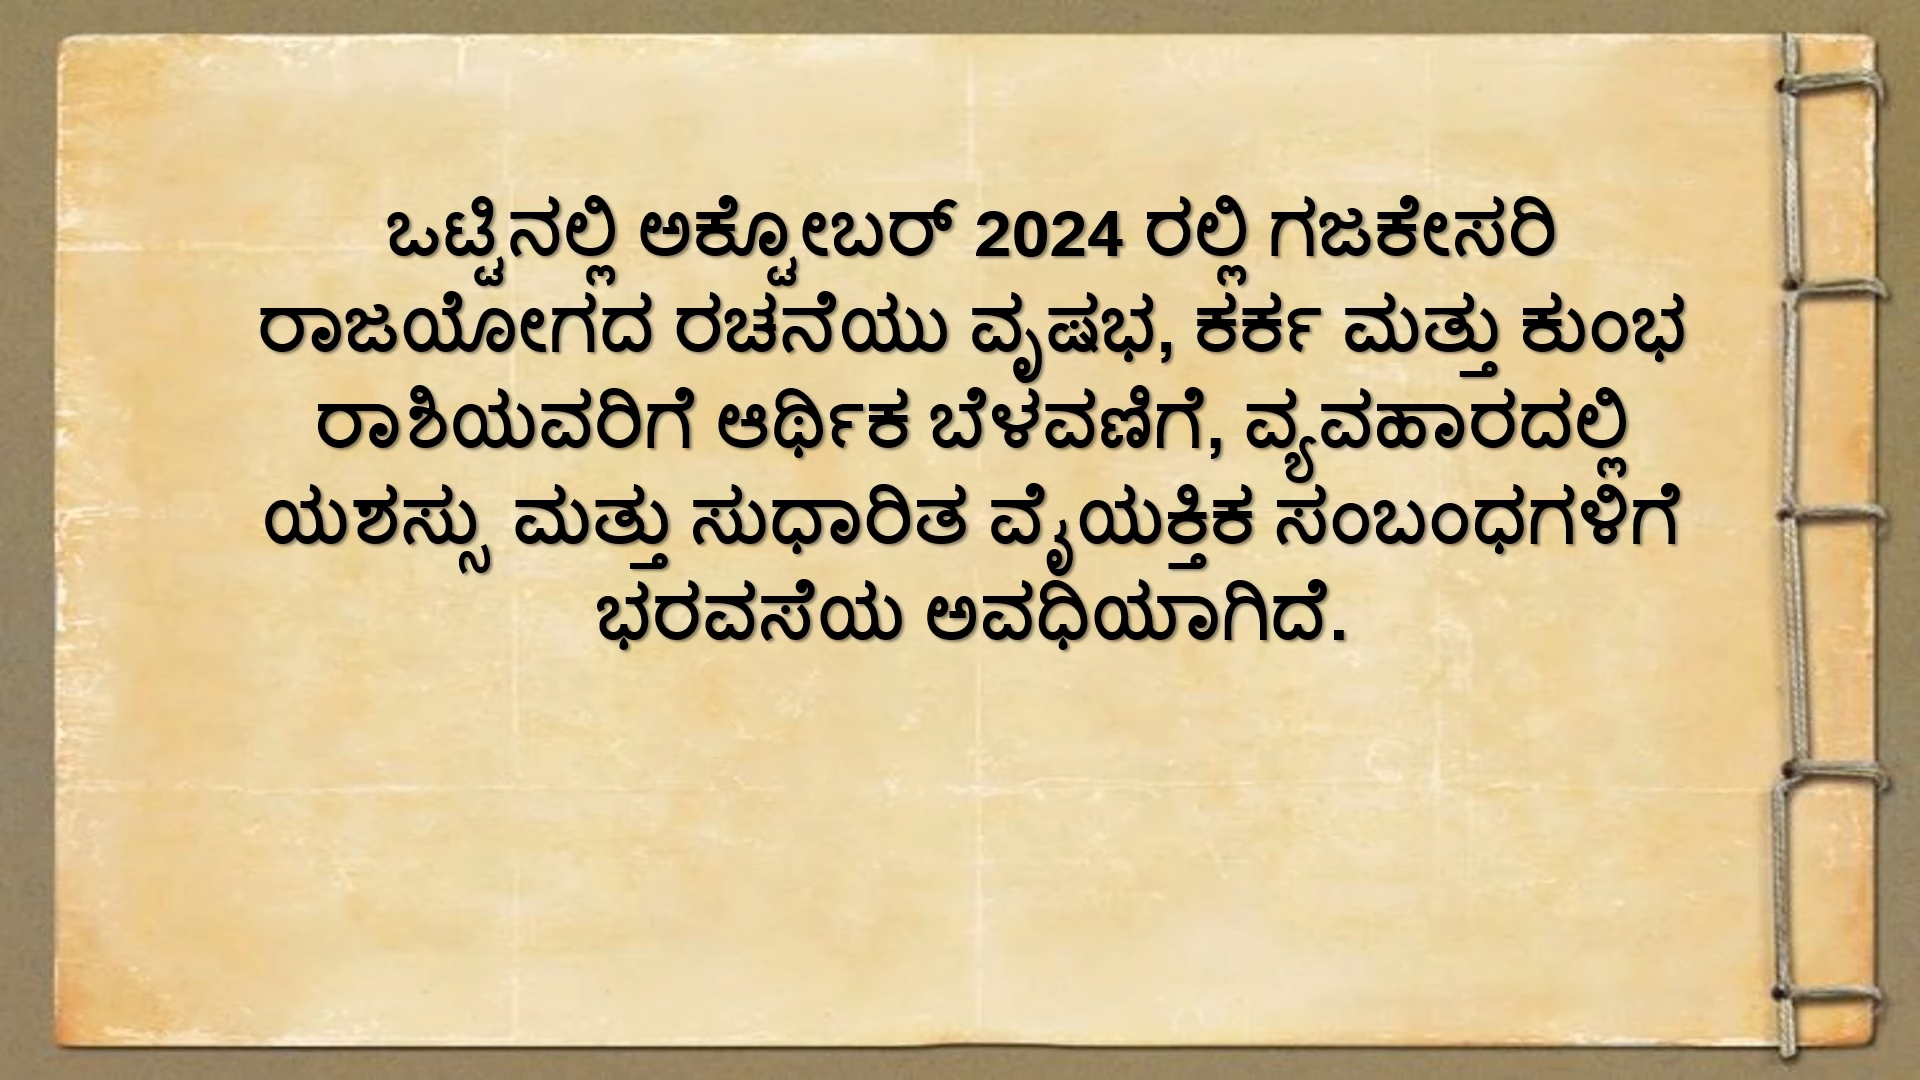 ಒಟ್ಟಿನಲ್ಲಿ ಅಕ್ಟೋಬರ್ 2024 ರಲ್ಲಿ ಗಜಕೇಸರಿ
ರಾಜಯೋಗದ ರಚನೆಯು ವೃಷಭ, ಕರ್ಕ ಮತ್ತು ಕುಂಭ
ರಾಶಿಯವರಿಗೆ ಆರ್ಥಿಕ ಬೆಳವಣಿಗೆ, ವ್ಯವಹಾರದಲ್ಲಿ
ಯಶಸ್ಸು ಮತ್ತು ಸುಧಾರಿತ ವೈಯಕ್ತಿಕ ಸಂಬಂಧಗಳಿಗೆ
ಭರವಸೆಯ ಅವಧಿಯಾಗಿದೆ.